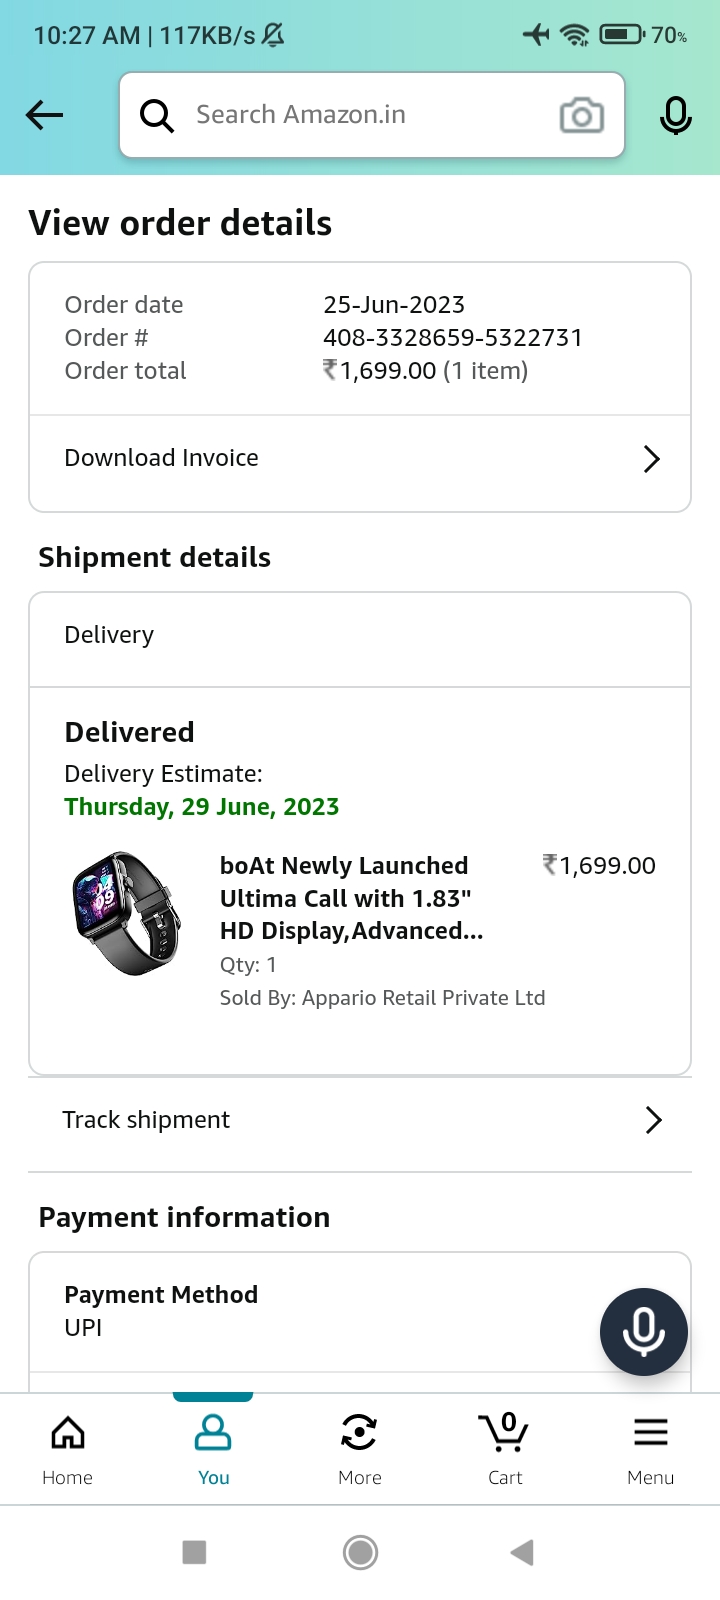 10:27 AM | 117KB/s
70%
Search Amazon.in
View order details
Order date 25-Jun-2023
Order # 408-3328659-5322731
Order total ₹1,699.00 (1 item)
Download Invoice
Shipment details
Delivery
Delivered
Delivery Estimate:
Thursday, 29 June, 2023
boAt Newly Launched ₹1,699.00
Ultima Call with 1.83"
HD Display,Advanced...
Qty: 1
Sold By: Appario Retail Private Ltd
Track shipment
Payment information
Payment Method
UPI
0
Home You More Cart Menu